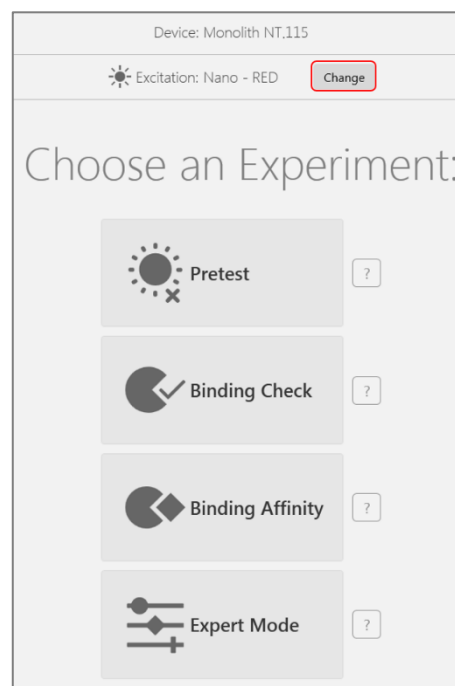 Device: Monolith NT.115
Excitation: Nano - RED Change
Choose an Experiment:
Pretest ?
Binding Check ?
Binding Affinity ?
Expert Mode ?